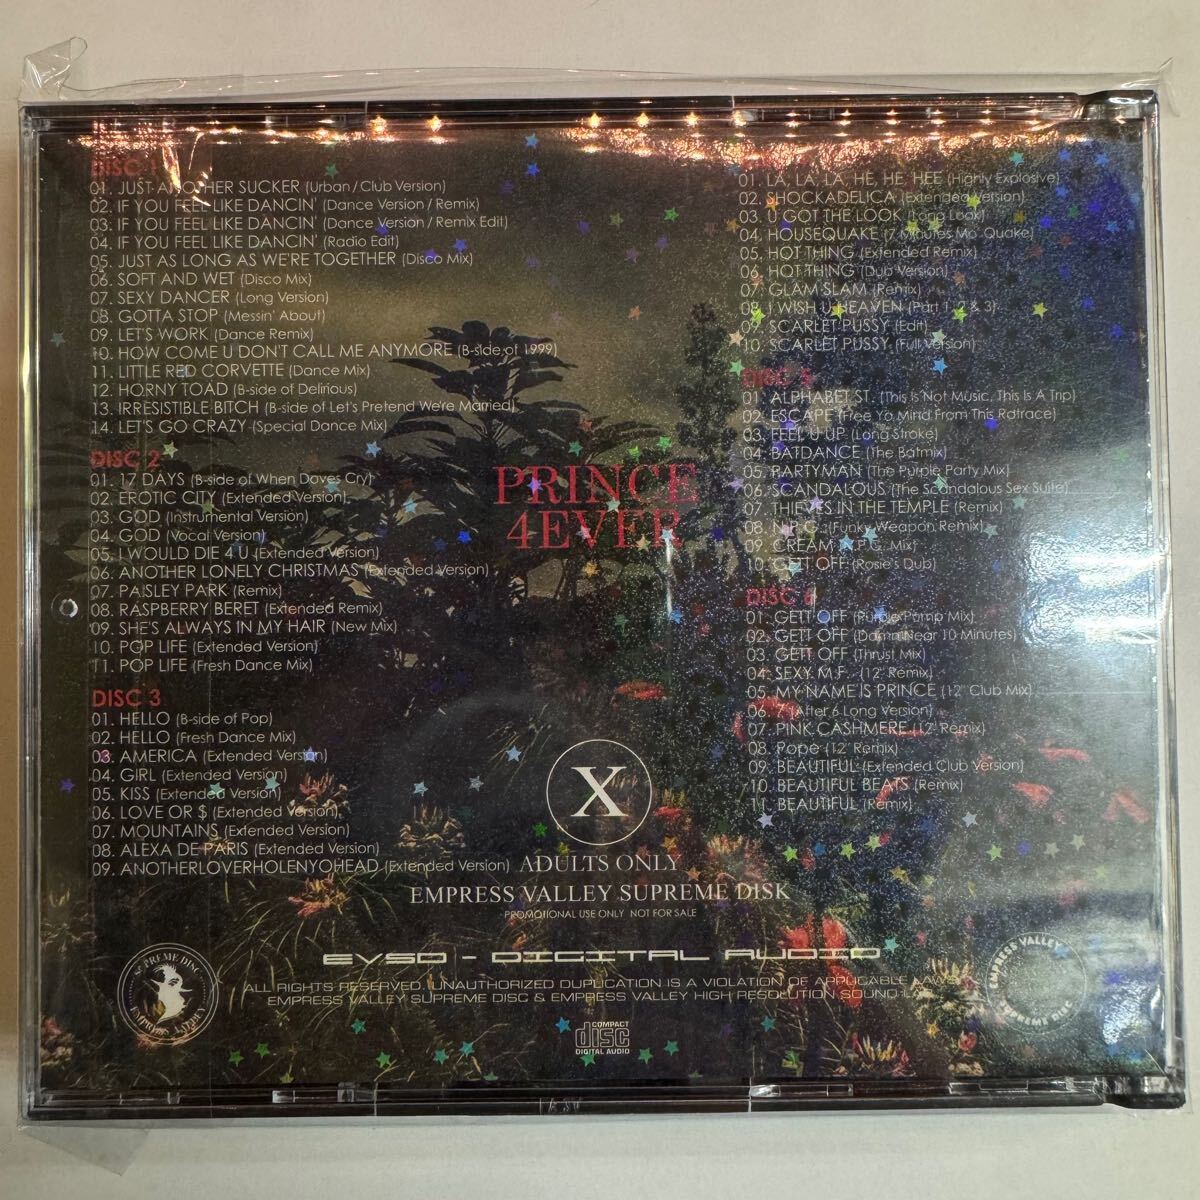 DISC 1
01. JUST ANOTHER SUCKER (Urban / Club Version)
02. IF YOU FEEL LIKE DANCIN' (Dance Version / Remix)
03. IF YOU FEEL LIKE DANCIN' (Dance Version / Remix Edit)
04. IF YOU FEEL LIKE DANCIN' (Radio Edit)
05. JUST AS LONG AS WE'RE TOGETHER (Disco Mix)
06. SOFT AND WET (Disco Mix)
07. SEXY DANCER (Long Version)
08. GOTTA STOP (Messin' About)
09. LET'S WORK (Dance Remix)
10. HOW COME U DON'T CALL ME ANYMORE (B-side of 1999)
11. LITTLE RED CORVETTE (Dance Mix)
12. HORNY TOAD (B-side of Delirious)
13. IRRESISTIBLE BITCH (B-side of Let's Pretend We're Married)
14. LET'S GO CRAZY (Special Dance Mix)
DISC 2
01. 17 DAYS (B-side of When Doves Cry)
02. EROTIC CITY (Extended Version)
03. GOD (Instrumental Version)
04. GOD (Vocal Version)
05. I WOULD DIE 4 U (Extended Version)
06. ANOTHER LONELY CHRISTMAS (Extended Version)
07. PAISLEY PARK (Remix)
08. RASPBERRY BERET (Extended Remix)
09. SHE'S ALWAYS IN MY HAIR (New Mix)
10. POP LIFE (Extended Version)
11. POP LIFE (Fresh Dance Mix)
DISC 3
01. HELLO (B-side of Pop)
02. HELLO (Fresh Dance Mix)
03. AMERICA (Extended Version)
04. GIRL (Extended Version)
05. KISS (Extended Version)
06. LOVE OR $ (Extended Version)
07. MOUNTAINS (Extended Version)
08. ALEXA DE PARIS (Extended Version)
09. ANOTHERLOVERHOLENYOHEAD (Extended Version)
01. LA, LA, LA, HE, HE, HEE (Highly Explosive)
02. SHOCKADELICA (Extended Version)
03. U GOT THE LOOK (Long Look)
04. HOUSEQUAKE (7 Minutes Mo' Quake)
05. HOT THING (Extended Remix)
06. HOT THING (Dub Version)
07. GLAM SLAM (Remix)
08. I WISH U HEAVEN (Part 1, 2 & 3)
09. SCARLET PUSSY (Edit)
10. SCARLET PUSSY (Full Version)
DISC 5
01. ALPHABET ST. (This Is Not Music, This Is A Trip)
02. ESCAPE (Free Yo Mind From This Ratrace)
03. FEEL U UP (Long Stroke)
04. BATDANCE (The Batmix)
05. PARTYMAN (The Purple Party Mix)
06. SCANDALOUS (The Scandalous Sex Suite)
07. THIEVES IN THE TEMPLE (Remix)
08. N.P.G. (Funky Weapon Remix)
09. CREAM (N.P.G. Mix)
10. GETT OFF (Rosie's Dub)
DISC 6
01. GETT OFF (Purple Pump Mix)
02. GETT OFF (Damn Near 10 Minutes)
03. GETT OFF (Thrust Mix)
04. SEXY M.F. (12' Remix)
05. MY NAME IS PRINCE (12' Club Mix)
06. 7 (After 6 Long Version)
07. PINK CASHMERE (12' Remix)
08. Pope (12' Remix)
09. BEAUTIFUL (Extended Club Version)
10. BEAUTIFUL BEATS (Remix)
11. BEAUTIFUL (Remix)
PRINCE
4EVER
X
ADULTS ONLY
EMPRESS VALLEY SUPREME DISK
PROMOTIONAL USE ONLY NOT FOR SALE
EVSD - DIGITAL AUDIO
ALL RIGHTS RESERVED. UNAUTHORIZED DUPLICATION IS A VIOLATION OF APPLICABLE LAWS
EMPRESS VALLEY SUPREME DISC & EMPRESS VALLEY HIGH RESOLUTION SOUND
SUPREME DISC
EMPRESS VALLEY
EMPRESS VALLEY
SUPREME DISC
COMPACT
disc
DIGITAL AUDIO